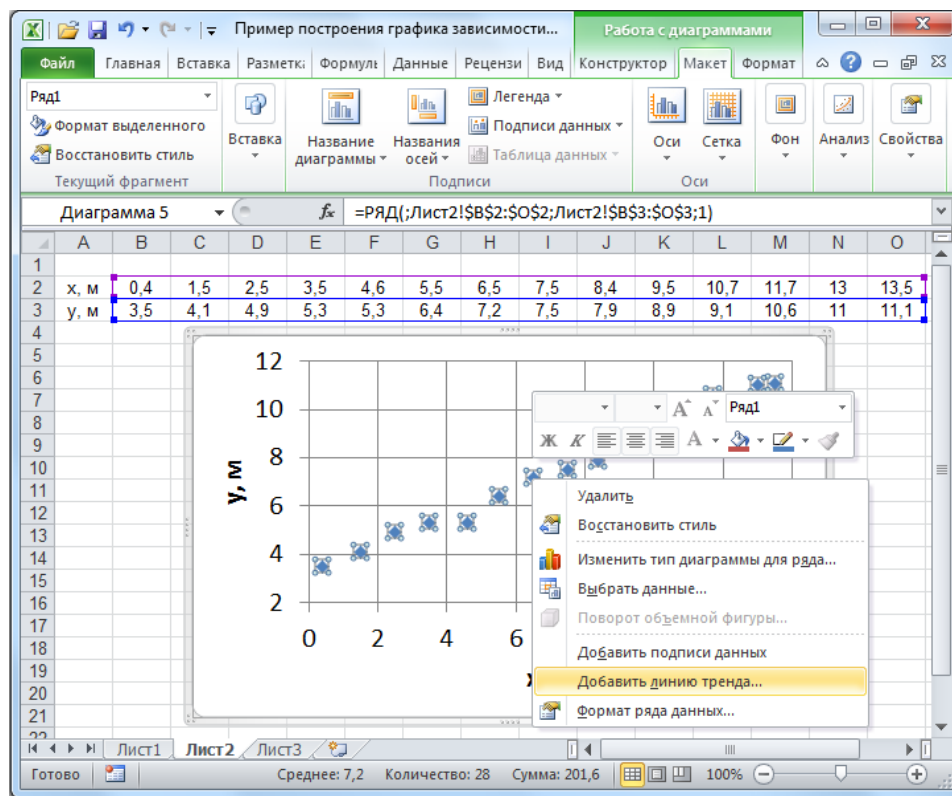 Пример построения графика зависимости... Работа с диаграммами
Файл Главная Вставка Разметка Формулы Данные Рецензи Вид Конструктор Макет Формат
Ряд1
Формат выделенного
Восстановить стиль
Текущий фрагмент
Вставка
Название диаграммы
Названия осей
Легенда
Подписи данных
Таблица данных
Подписи
Оси Сетка
Оси
Фон
Анализ
Свойства
Диаграмма 5 fx =РЯД(;Лист2!$B$2:$O$2;Лист2!$B$3:$O$3;1)
A B C D E F G H I J K L M N O
1
2 x, м 0,4 1,5 2,5 3,5 4,6 5,5 6,5 7,5 8,4 9,5 10,7 11,7 13 13,5
3 y, м 3,5 4,1 4,9 5,3 5,3 6,4 7,2 7,5 7,9 8,9 9,1 10,6 11 11,1
4
5
6
7
8
9
10
11
12
13
14
15
16
17
18
19
20
21
12
10
8
6
4
2
y, м
0 2 4 6
Ряд1
Ж К А
Удалить
Восстановить стиль
Изменить тип диаграммы для ряда...
Выбрать данные...
Поворот объемной фигуры...
Добавить подписи данных
Добавить линию тренда...
Формат ряда данных...
Лист1 Лист2 Лист3
Готово Среднее: 7,2 Количество: 28 Сумма: 201,6 100%